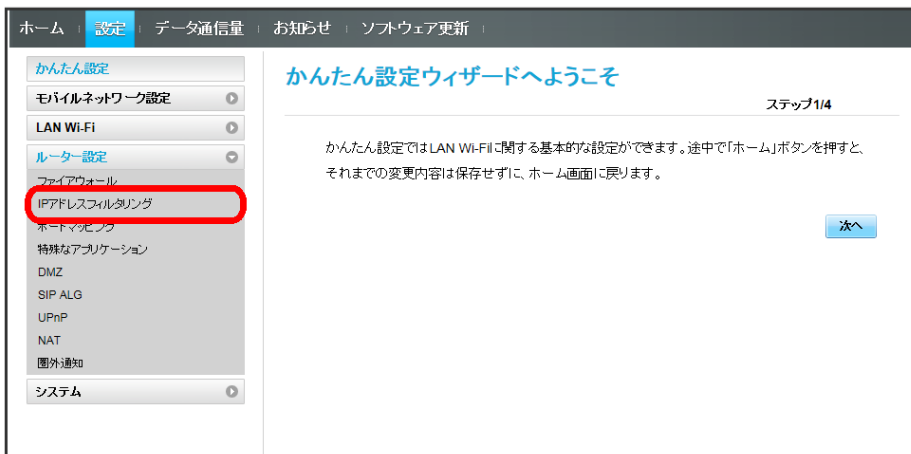 ホーム 設定 データ通信量 お知らせ ソフトウェア更新
かんたん設定
モバイルネットワーク設定
LAN Wi-Fi
ルーター設定
ファイアウォール
IPアドレスフィルタリング
ポートマッピング
特殊なアプリケーション
DMZ
SIP ALG
UPnP
NAT
圏外通知
システム
かんたん設定ウィザードへようこそ
ステップ1/4
かんたん設定ではLAN Wi-Fiに関する基本的な設定ができます。途中で「ホーム」ボタンを押すと、
それまでの変更内容は保存せずに、ホーム画面に戻ります。
次へ